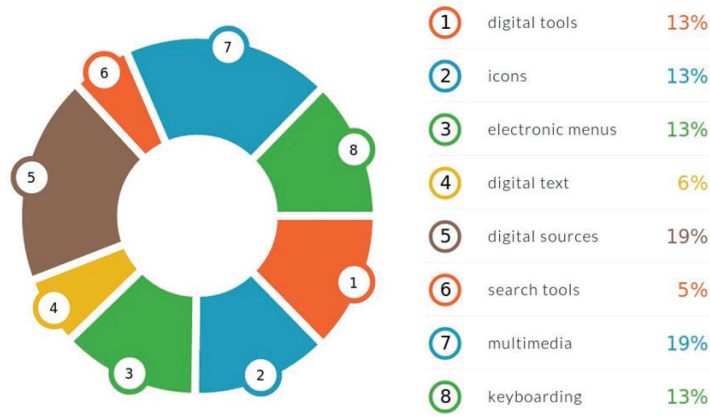 7
6
8
5
1
4
3
2
1 digital tools 13%
2 icons 13%
3 electronic menus 13%
4 digital text 6%
5 digital sources 19%
6 search tools 5%
7 multimedia 19%
8 keyboarding 13%